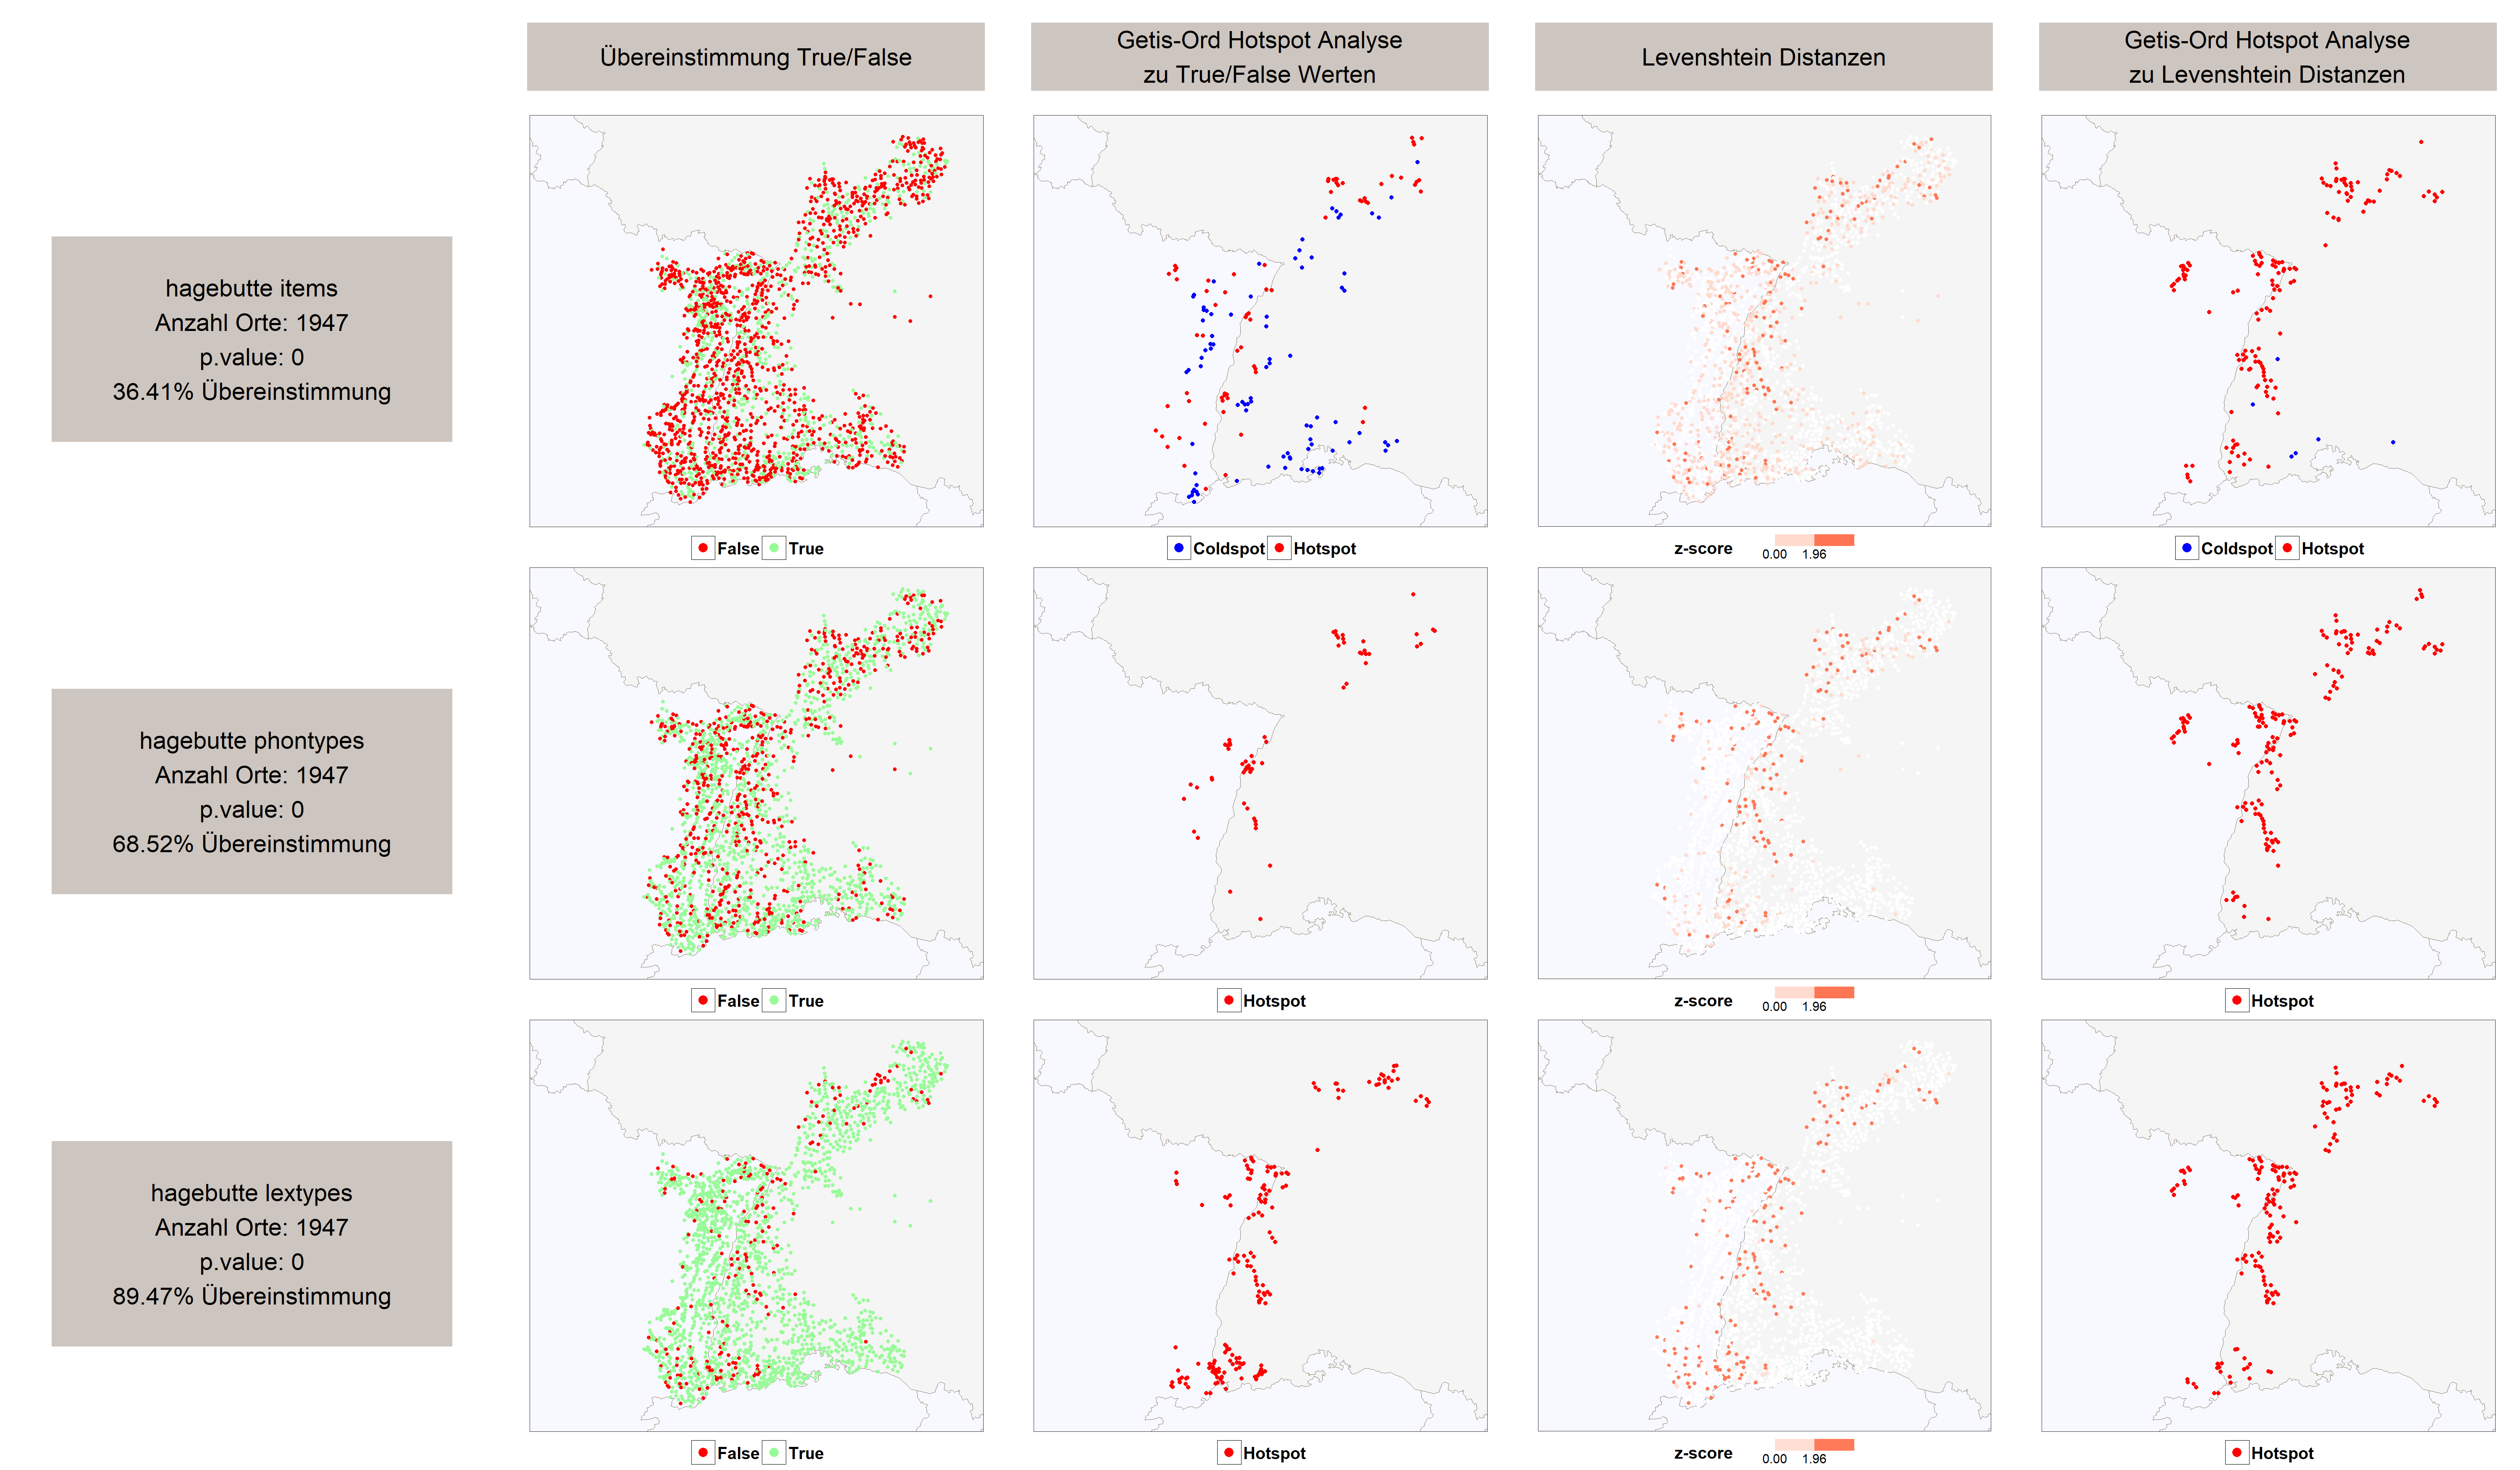 Übereinstimmung True/False
Getis-Ord Hotspot Analyse
zu True/False Werten
Levenshtein Distanzen
Getis-Ord Hotspot Analyse
zu Levenshtein Distanzen
hagebutte items
Anzahl Orte: 1947
p.value: 0
36.41% Übereinstimmung
False True
Coldspot Hotspot
z-score
0.00 1.96
Coldspot Hotspot
hagebutte phontypes
Anzahl Orte: 1947
p.value: 0
68.52% Übereinstimmung
False True
Hotspot
z-score
0.00 1.96
Hotspot
hagebutte lextypes
Anzahl Orte: 1947
p.value: 0
89.47% Übereinstimmung
False True
Hotspot
z-score
0.00 1.96
Hotspot